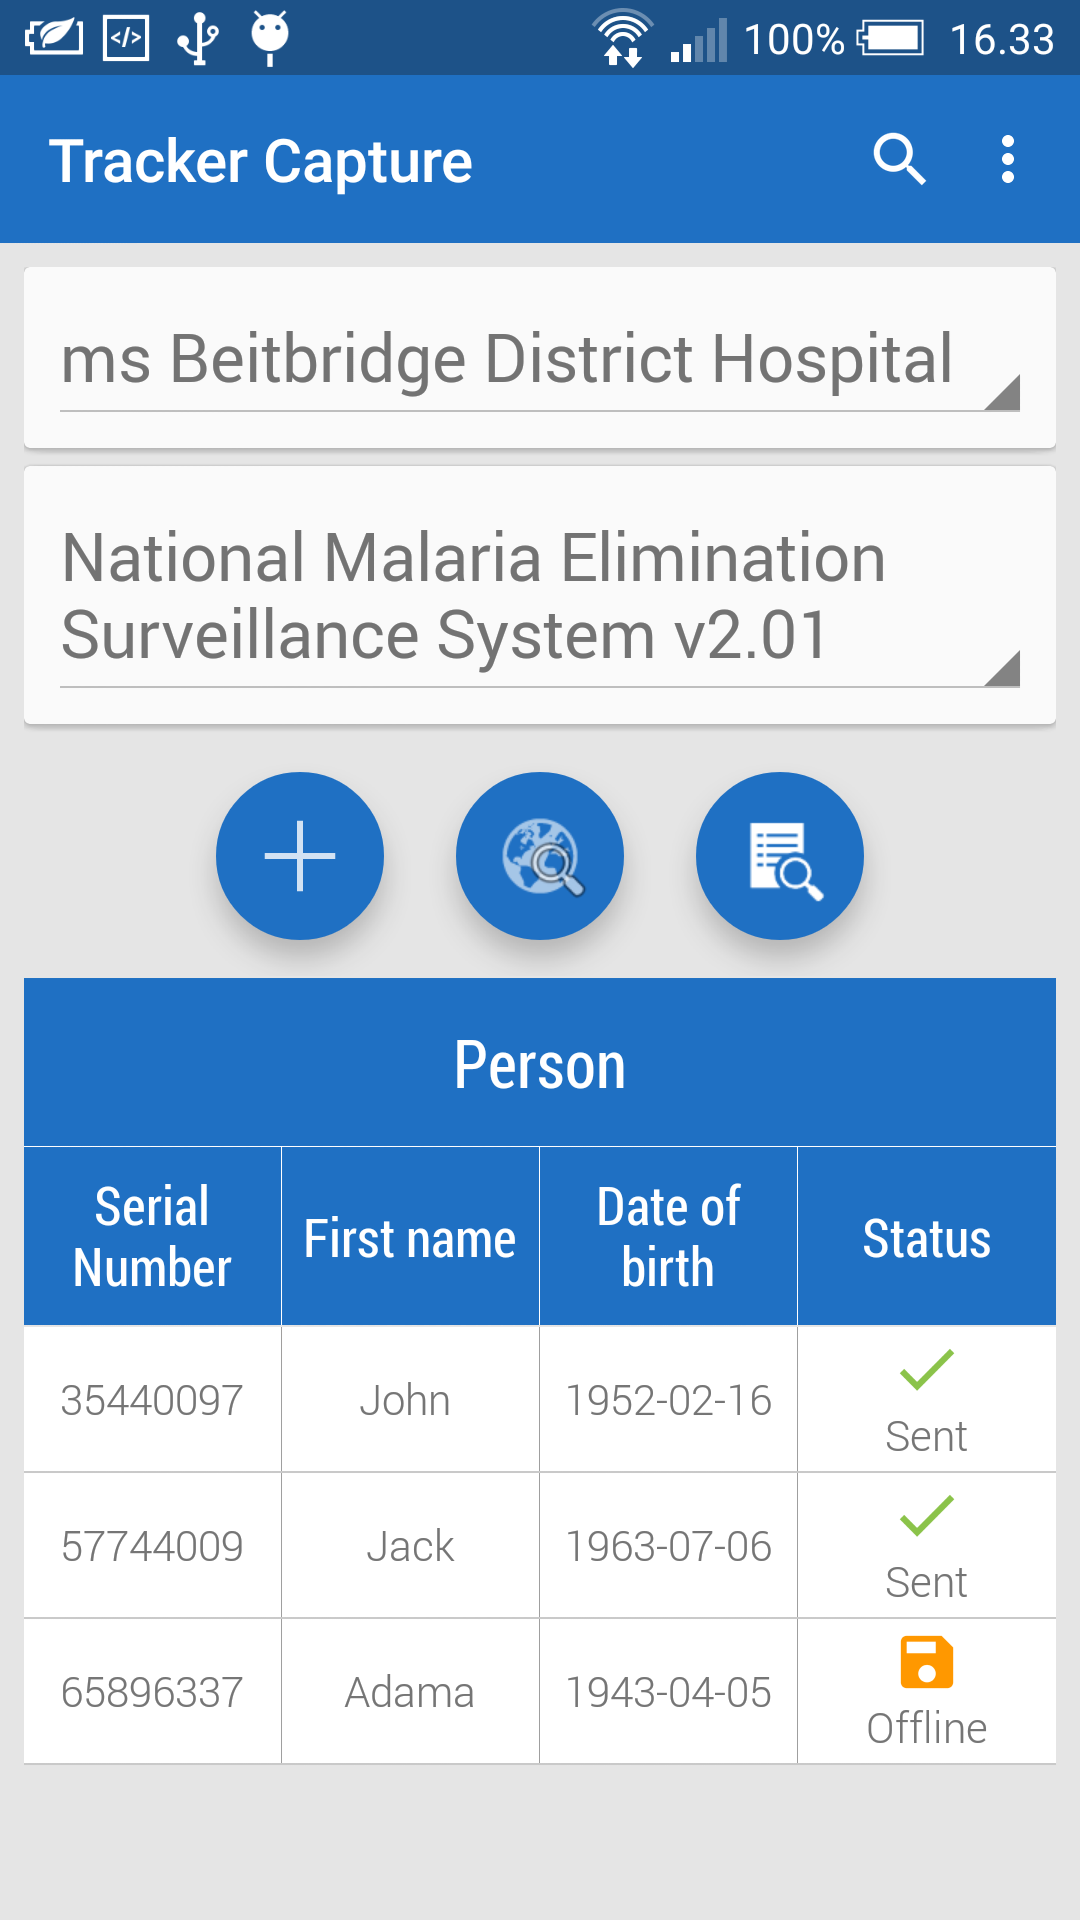 100% 16.33
Tracker Capture
ms Beitbridge District Hospital
National Malaria Elimination
Surveillance System v2.01
Person
Serial
Number
First name
Date of
birth
Status
35440097
John
1952-02-16
Sent
57744009
Jack
1963-07-06
Sent
65896337
Adama
1943-04-05
Offline